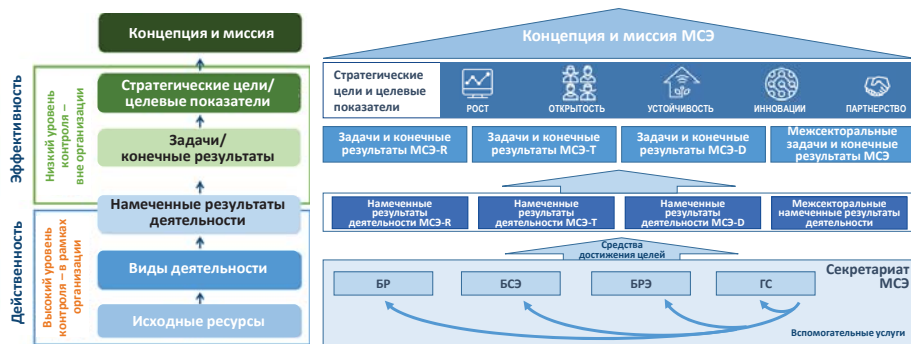 Концепция и миссия
Эффективность
Низкий уровень
контроля –
вне организации
Стратегические цели/
целевые показатели
Задачи/
конечные результаты
Намеченные результаты
деятельности
Действенность
Высокий уровень
контроля – в рамках
организации
Виды деятельности
Исходные ресурсы
Концепция и миссия МСЭ
Стратегические
цели и целевые
показатели
РОСТ
ОТКРЫТОСТЬ
УСТОЙЧИВОСТЬ
ИННОВАЦИИ
ПАРТНЕРСТВО
Задачи и конечные
результаты МСЭ-R
Задачи и конечные
результаты МСЭ-T
Задачи и конечные
результаты МСЭ-D
Межсекторальные
задачи и конечные
результаты МСЭ
Намеченные
результаты
деятельности МСЭ-R
Намеченные
результаты
деятельности МСЭ-T
Намеченные
результаты
деятельности МСЭ-D
Межсекторальные
намеченные результаты
деятельности
Средства
достижения целей
Секретариат
МСЭ
БР
БСЭ
БРЭ
ГС
Вспомогательные услуги